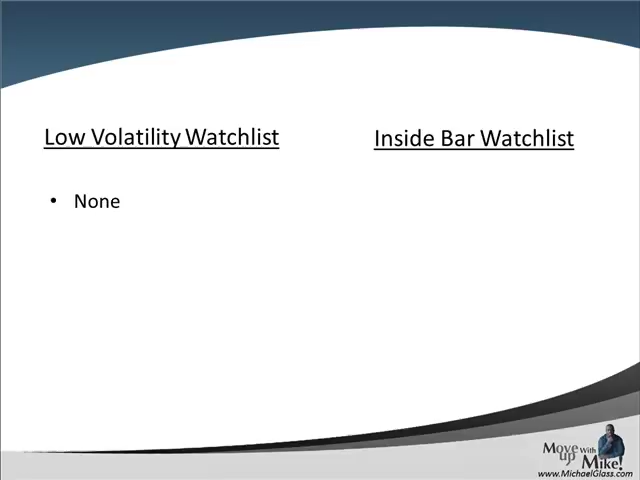 Low Volatility Watchlist
Inside Bar Watchlist
• None
Move up With Mike!
www.MichaelGlass.com